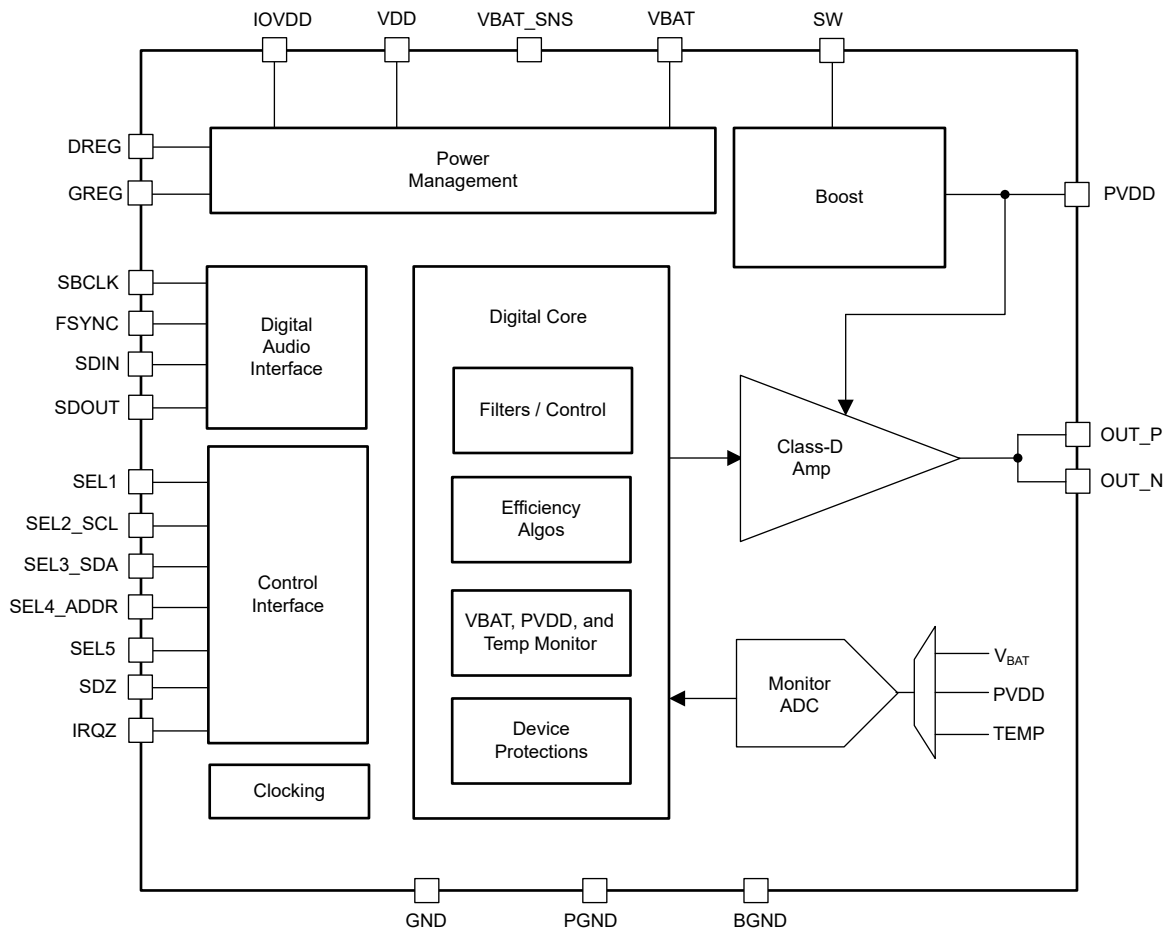 IOVDD
VDD
VBAT_SNS
VBAT
SW
DREG
GREG
Power
Management
Boost
PVDD
SBCLK
FSYNC
SDIN
SDOUT
Digital
Audio
Interface
Digital Core
Filters / Control
Efficiency
Algos
VBAT, PVDD, and
Temp Monitor
Device
Protections
Class-D
Amp
OUT_P
OUT_N
SEL1
SEL2_SCL
SEL3_SDA
SEL4_ADDR
SEL5
SDZ
IRQZ
Control
Interface
Clocking
Monitor
ADC
VBAT
PVDD
TEMP
GND
PGND
BGND